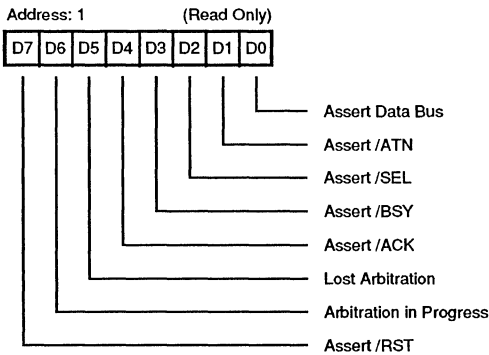 Address: 1 (Read Only)
D7 D6 D5 D4 D3 D2 D1 D0
Assert Data Bus
Assert /ATN
Assert /SEL
Assert /BSY
Assert /ACK
Lost Arbitration
Arbitration in Progress
Assert /RST